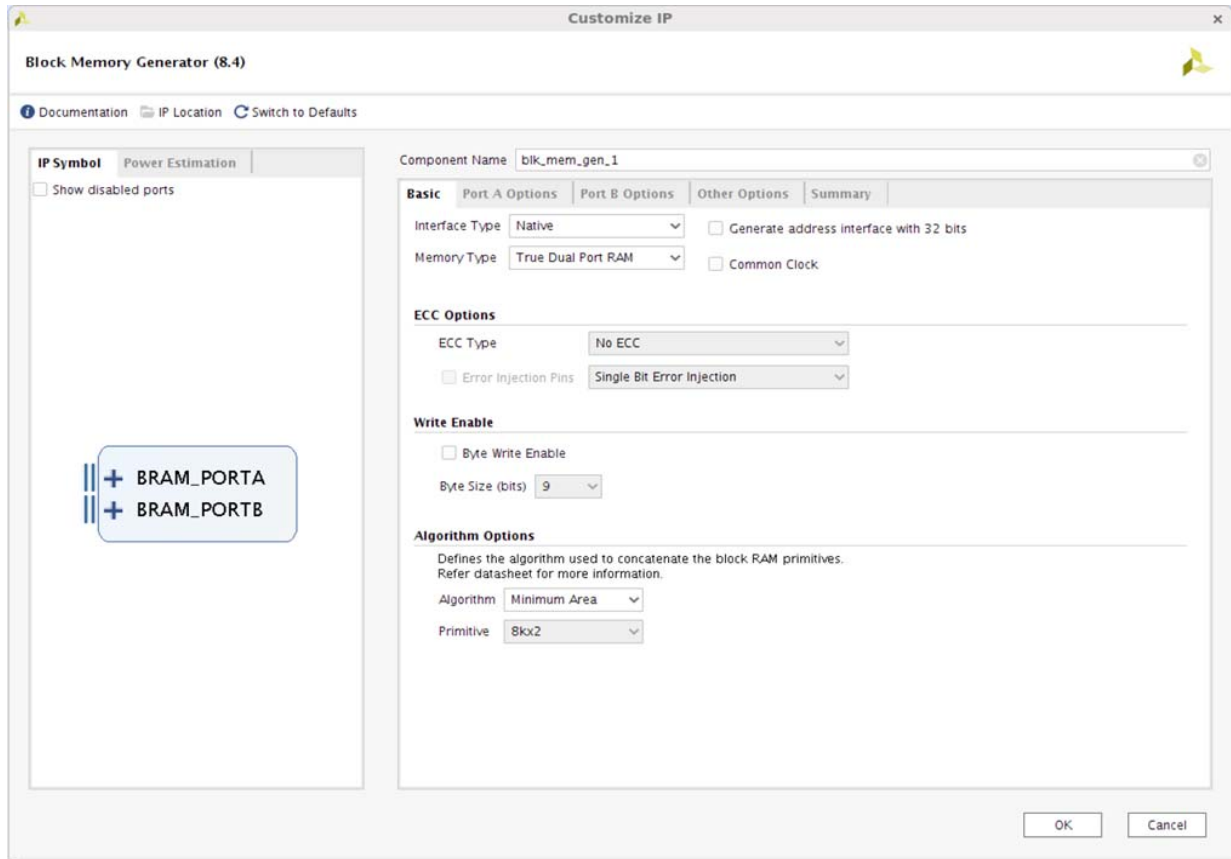 Customize IP
Block Memory Generator (8.4)
Documentation IP Location Switch to Defaults
IP Symbol Power Estimation
Show disabled ports
BRAM_PORTA
BRAM_PORTB
Component Name blk_mem_gen_1
Basic Port A Options Port B Options Other Options Summary
Interface Type Native Generate address interface with 32 bits
Memory Type True Dual Port RAM Common Clock
ECC Options
ECC Type No ECC
Error Injection Pins Single Bit Error Injection
Write Enable
Byte Write Enable
Byte Size (bits) 9
Algorithm Options
Defines the algorithm used to concatenate the block RAM primitives.
Refer datasheet for more information.
Algorithm Minimum Area
Primitive 8kx2
OK Cancel